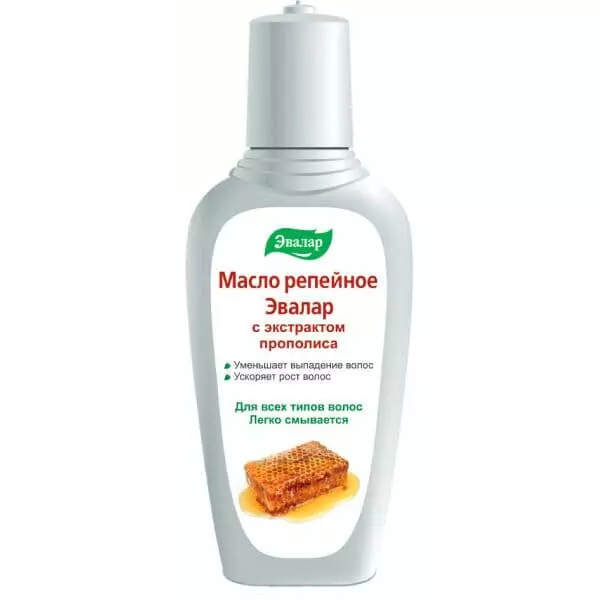 Эвалар
Масло репейное
Эвалар
с экстрактом
прополиса
Уменьшает выпадение волос
Ускоряет рост волос
Для всех типов волос
Легко смывается